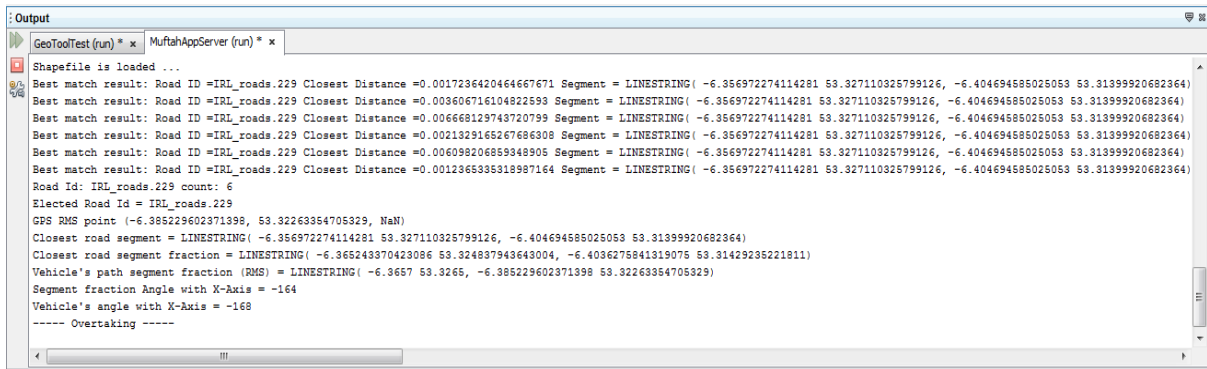 Output
GeoToolTest (run) * x MuftahAppServer (run) * x
Shapefile is loaded ...
Best match result: Road ID =IRL_roads.229 Closest Distance =0.0017236420464667671 Segment = LINESTRING( -6.356972274114281 53.327110325799126, -6.404694585025053 53.31399920682364)
Best match result: Road ID =IRL_roads.229 Closest Distance =0.003606716104822593 Segment = LINESTRING( -6.356972274114281 53.327110325799126, -6.404694585025053 53.31399920682364)
Best match result: Road ID =IRL_roads.229 Closest Distance =0.006668129743720799 Segment = LINESTRING( -6.356972274114281 53.327110325799126, -6.404694585025053 53.31399920682364)
Best match result: Road ID =IRL_roads.229 Closest Distance =0.0021329165267686308 Segment = LINESTRING( -6.356972274114281 53.327110325799126, -6.404694585025053 53.31399920682364)
Best match result: Road ID =IRL_roads.229 Closest Distance =0.006098206859348905 Segment = LINESTRING( -6.356972274114281 53.327110325799126, -6.404694585025053 53.31399920682364)
Best match result: Road ID =IRL_roads.229 Closest Distance =0.0012365335318987164 Segment = LINESTRING( -6.356972274114281 53.327110325799126, -6.404694585025053 53.31399920682364)
Road Id: IRL_roads.229 count: 6
Elected Road Id = IRL_roads.229
GPS RMS point (-6.385229602371398, 53.32263354705329, NaN)
Closest road segment = LINESTRING( -6.356972274114281 53.327110325799126, -6.404694585025053 53.31399920682364)
Closest road segment fraction = LINESTRING( -6.365243370423086 53.324837943643004, -6.4036275841319075 53.31429235221811)
Vehicle's path segment fraction (RMS) = LINESTRING( -6.3657 53.3265, -6.385229602371398 53.32263354705329)
Segment fraction Angle with X-Axis = -164
Vehicle's angle with X-Axis = -168
----- Overtaking -----